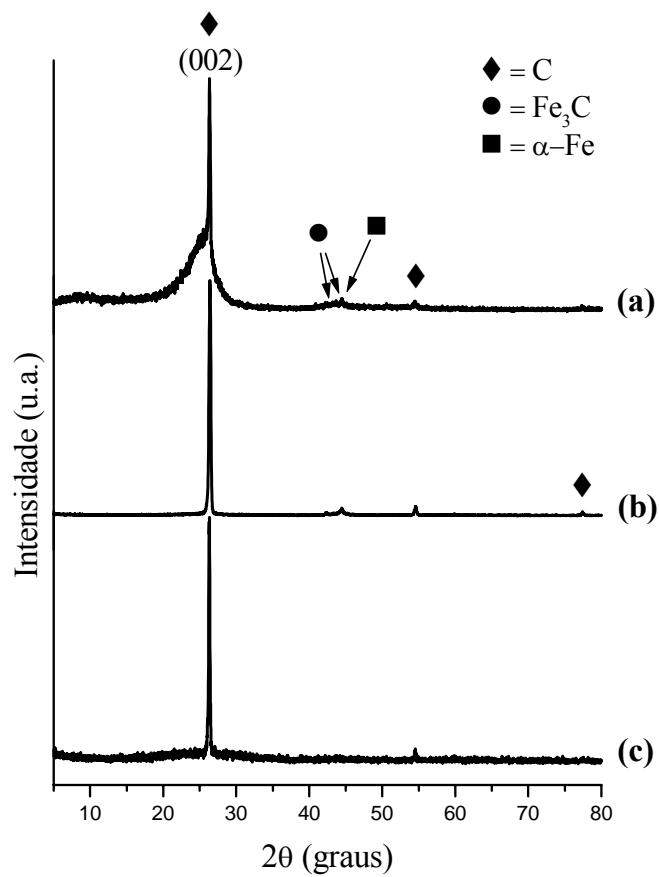 (002)
♦ = C
● = Fe₃C
■ = α–Fe
(a)
(b)
(c)
Intensidade (u.a.)
10 20 30 40 50 60 70 80
2θ (graus)